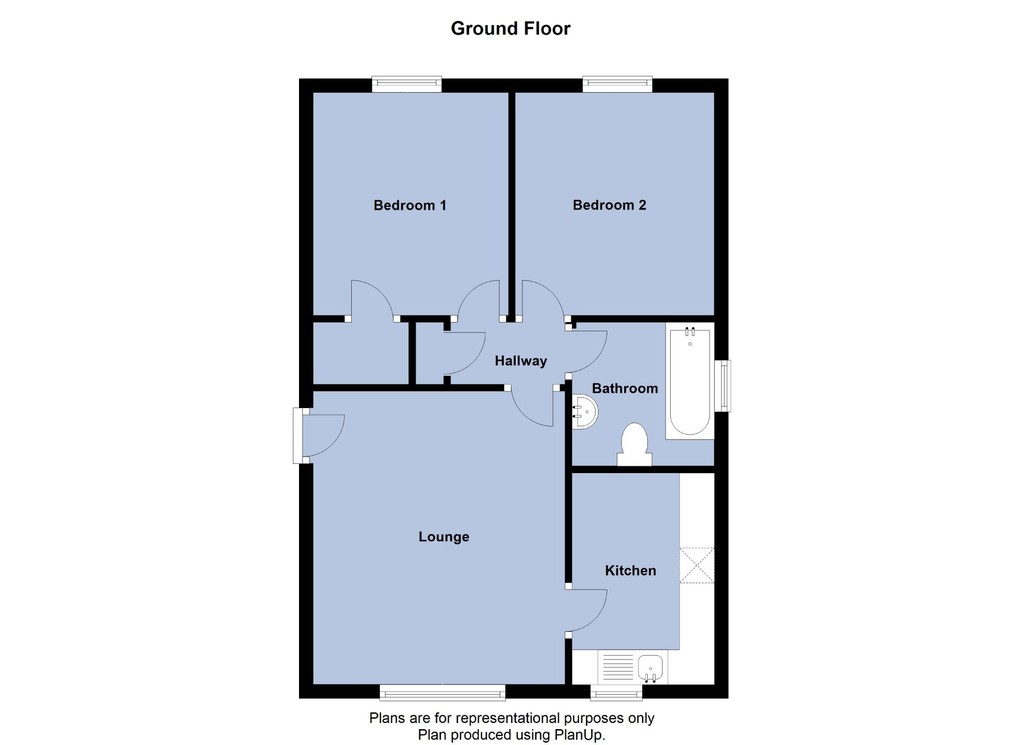 Ground Floor
Bedroom 1
Bedroom 2
Hallway
Bathroom
Lounge
Kitchen
Plans are for representational purposes only
Plan produced using PlanUp.